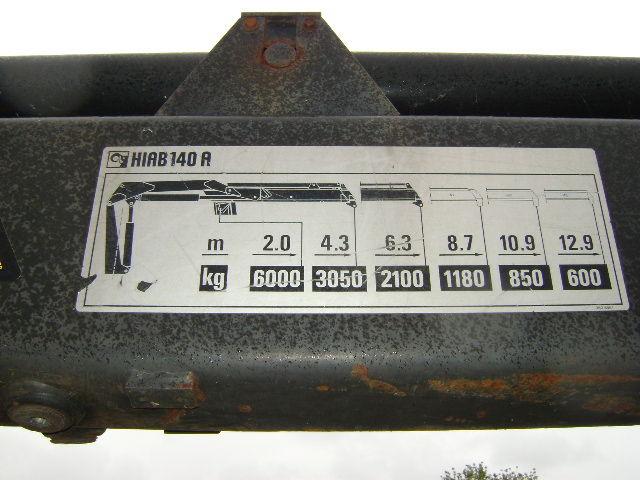 HIAB 140 R
m 2.0 4.3 6.3 8.7 10.9 12.9
kg 6000 3050 2100 1180 850 600